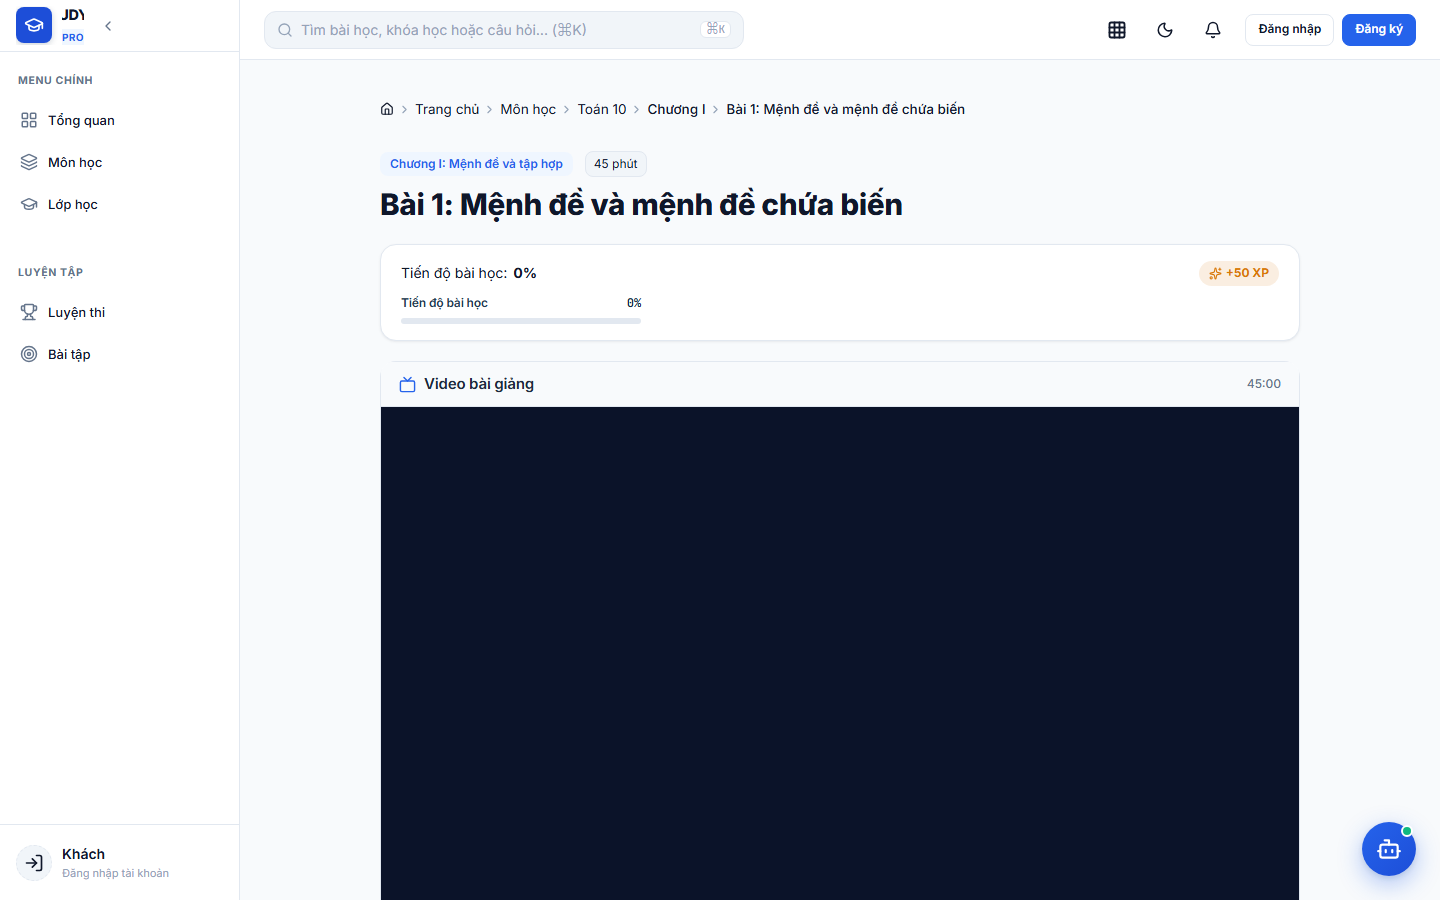 PRO
MENU CHÍNH
Tổng quan
Môn học
Lớp học
LUYỆN TẬP
Luyện thi
Bài tập
Khách
Đăng nhập tài khoản
Tìm bài học, khóa học hoặc câu hỏi... (⌘K)
⌘K
Đăng nhập
Đăng ký
Trang chủ > Môn học > Toán 10 > Chương I > Bài 1: Mệnh đề và mệnh đề chứa biến
Chương I: Mệnh đề và tập hợp
45 phút
Bài 1: Mệnh đề và mệnh đề chứa biến
Tiến độ bài học: 0%
+50 XP
Tiến độ bài học
0%
Video bài giảng
45:00